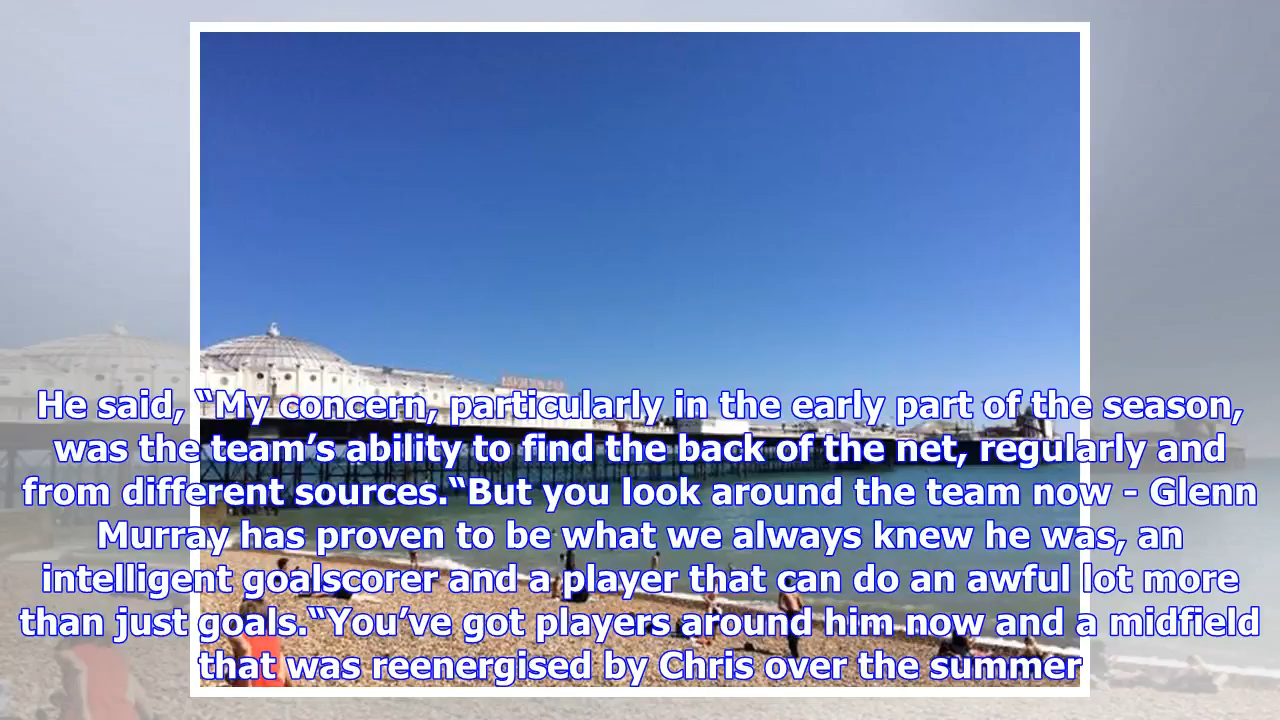 He said, “My concern, particularly in the early part of the season,
was the team’s ability to find the back of the net, regularly and
from different sources.“But you look around the team now - Glenn
Murray has proven to be what we always knew he was, an
intelligent goalscorer and a player that can do an awful lot more
than just goals.“You’ve got players around him now and a midfield
that was reenergised by Chris over the summer